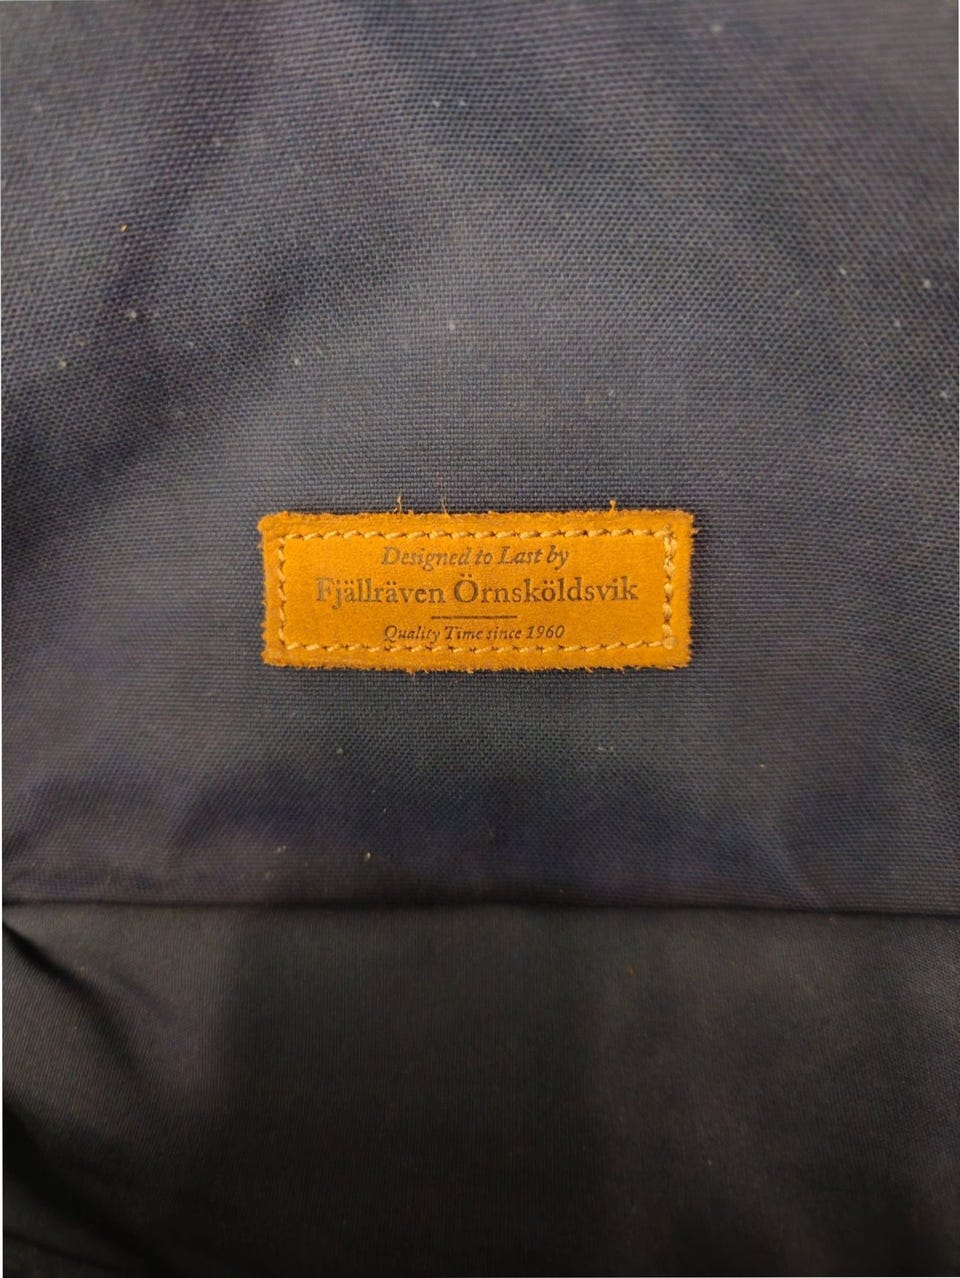 Designed to Last by
Fjällräven Örnsköldsvik
Quality Time since 1960